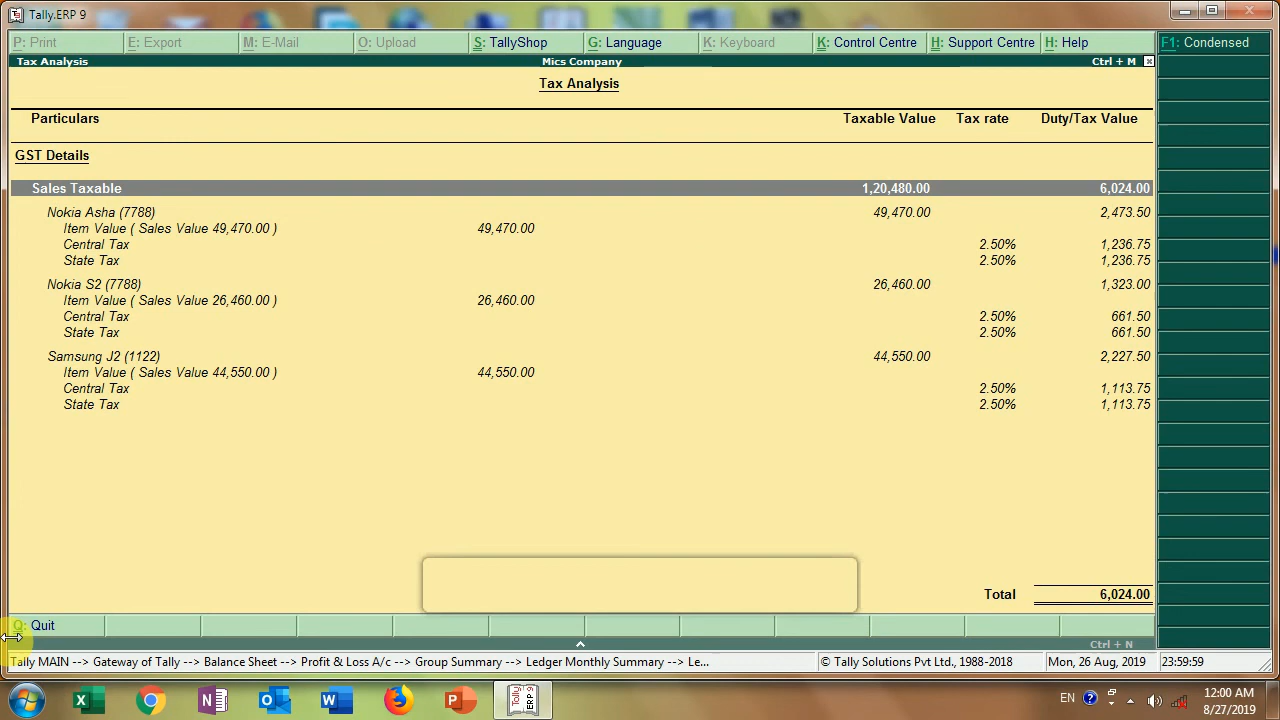 Tally.ERP 9
P: Print E: Export M: E-Mail O: Upload S: TallyShop G: Language K: Keyboard K: Control Centre H: Support Centre H: Help F1: Condensed
Tax Analysis Mics Company Ctrl + M
Tax Analysis
Particulars Taxable Value Tax rate Duty/Tax Value
GST Details
Sales Taxable 1,20,480.00 6,024.00
Nokia Asha (7788) 49,470.00 2,473.50
Item Value ( Sales Value 49,470.00 ) 49,470.00
Central Tax 2.50% 1,236.75
State Tax 2.50% 1,236.75
Nokia S2 (7788) 26,460.00 1,323.00
Item Value ( Sales Value 26,460.00 ) 26,460.00
Central Tax 2.50% 661.50
State Tax 2.50% 661.50
Samsung J2 (1122) 44,550.00 2,227.50
Item Value ( Sales Value 44,550.00 ) 44,550.00
Central Tax 2.50% 1,113.75
State Tax 2.50% 1,113.75
Total 6,024.00
Q: Quit
Ctrl + N
Tally MAIN --> Gateway of Tally --> Balance Sheet --> Profit & Loss A/c --> Group Summary --> Ledger Monthly Summary --> Le... © Tally Solutions Pvt Ltd., 1988-2018 Mon, 26 Aug, 2019 23:59:59
EN 12:00 AM
8/27/2019